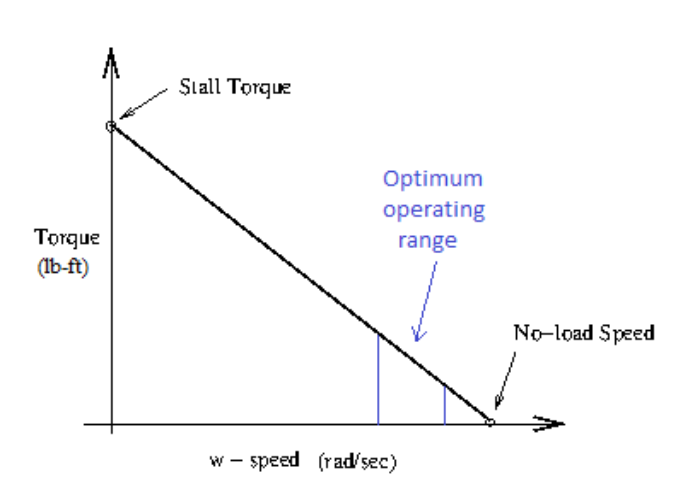 Stall Torque
Optimum
operating
range
Torque
(lb-ft)
No-load Speed
w - speed (rad/sec)